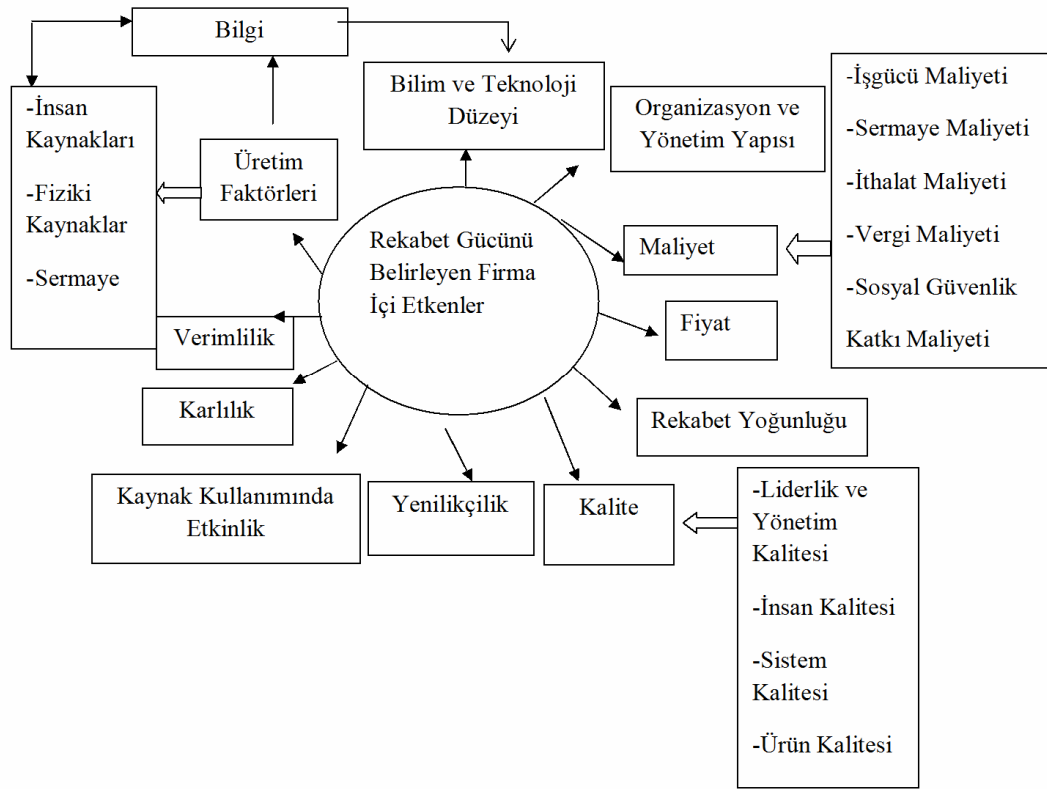 Bilgi
Bilim ve Teknoloji
Düzeyi
Organizasyon ve
Yönetim Yapısı
-İşgücü Maliyeti
-Sermaye Maliyeti
-İthalat Maliyeti
-Vergi Maliyeti
-Sosyal Güvenlik
Katkı Maliyeti
-İnsan
Kaynakları
-Fiziki
Kaynaklar
-Sermaye
Üretim
Faktörleri
Rekabet Gücünü
Belirleyen Firma
İçi Etkenler
Maliyet
Fiyat
Verimlilik
Karlılık
Rekabet Yoğunluğu
Kaynak Kullanımında
Etkinlik
Yenilikçilik
Kalite
-Liderlik ve
Yönetim
Kalitesi
-İnsan Kalitesi
-Sistem
Kalitesi
-Ürün Kalitesi